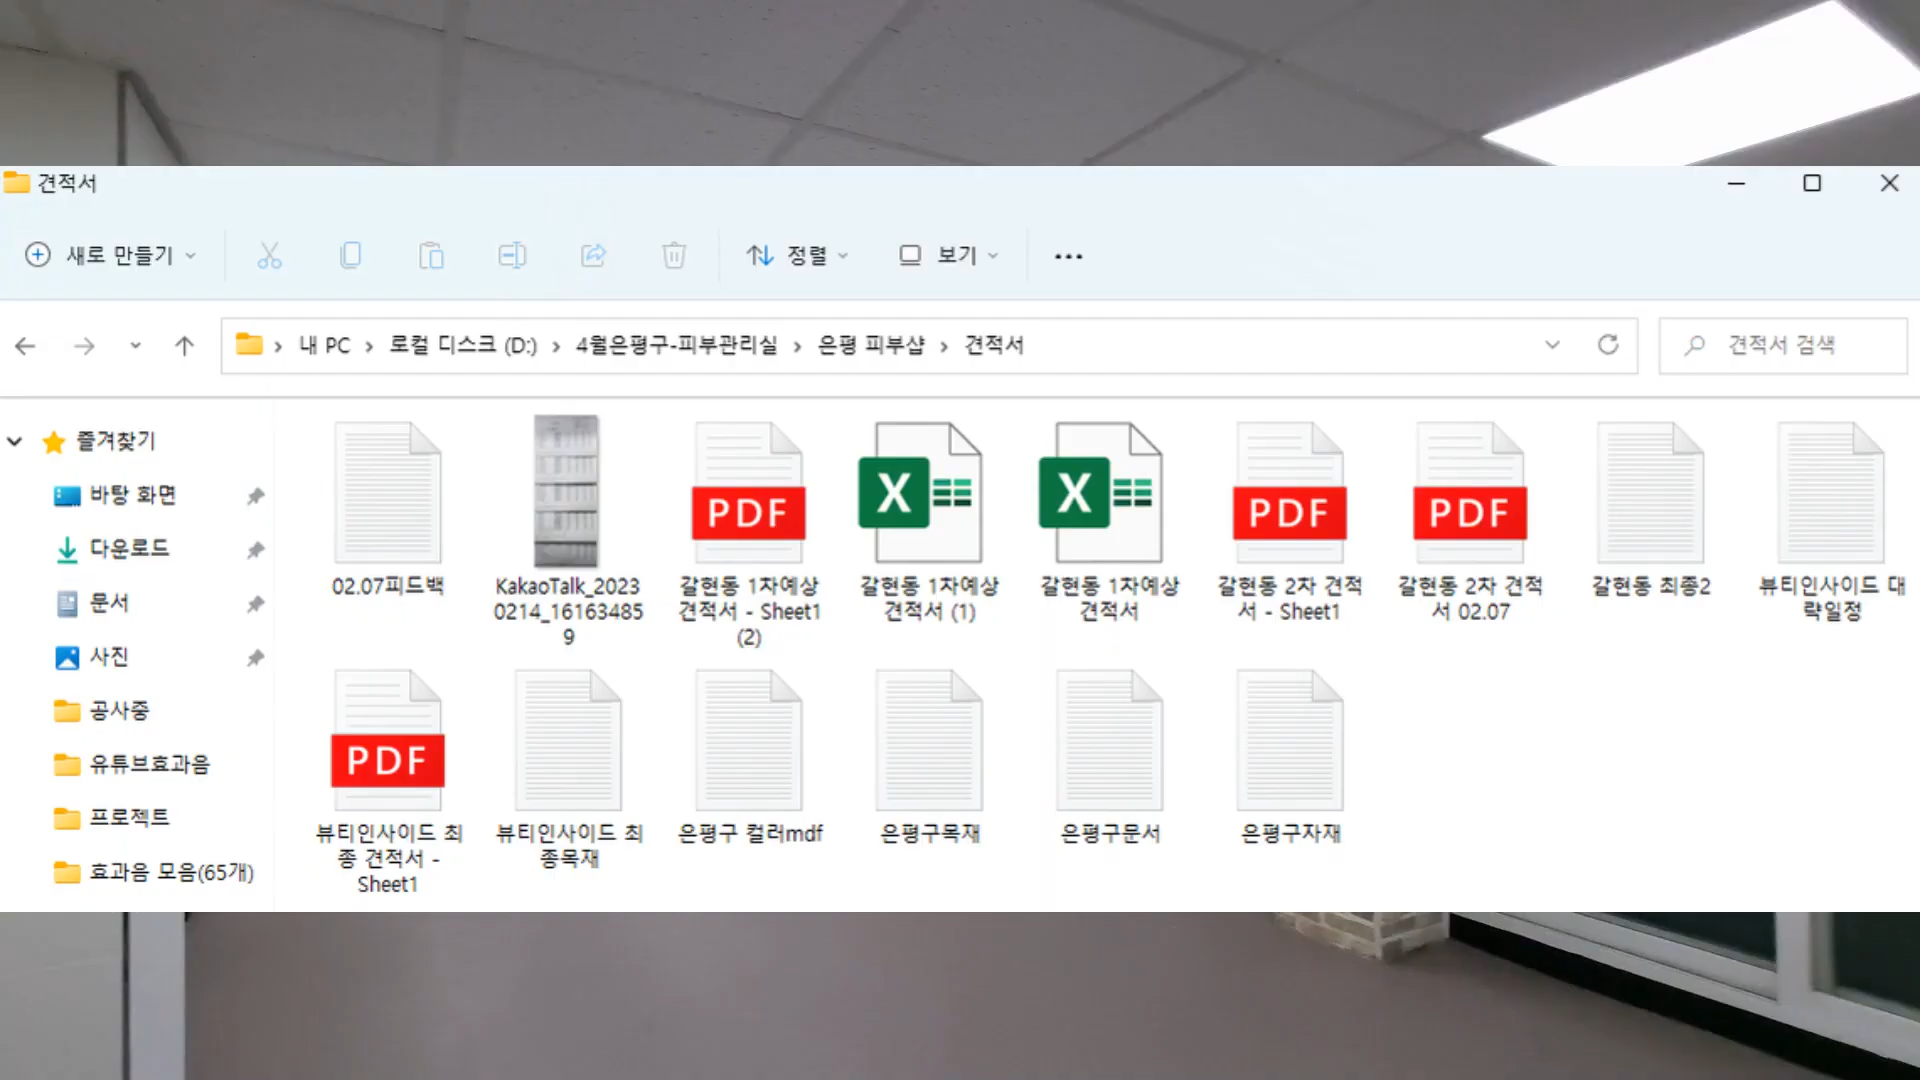 견적서
새로 만들기
정렬
보기
내 PC > 로컬 디스크 (D:) > 4월은평구-피부관리실 > 은평 피부샵 > 견적서
견적서 검색
즐겨찾기
바탕 화면
다운로드
문서
사진
공사중
유튜브효과음
프로젝트
효과음 모음(65개)
02.07피드백
KakaoTalk_2023
0214_16163485
9
PDF
갈현동 1차예상
견적서 - Sheet1
(2)
X
갈현동 1차예상
견적서 (1)
X
갈현동 1차예상
견적서
PDF
갈현동 2차 견적
서 - Sheet1
PDF
갈현동 2차 견적
서 02.07
갈현동 최종2
뷰티인사이드 대
략일정
PDF
뷰티인사이드 최
종 견적서 -
Sheet1
뷰티인사이드 최
종목재
은평구 컬러mdf
은평구목재
은평구문서
은평구자재